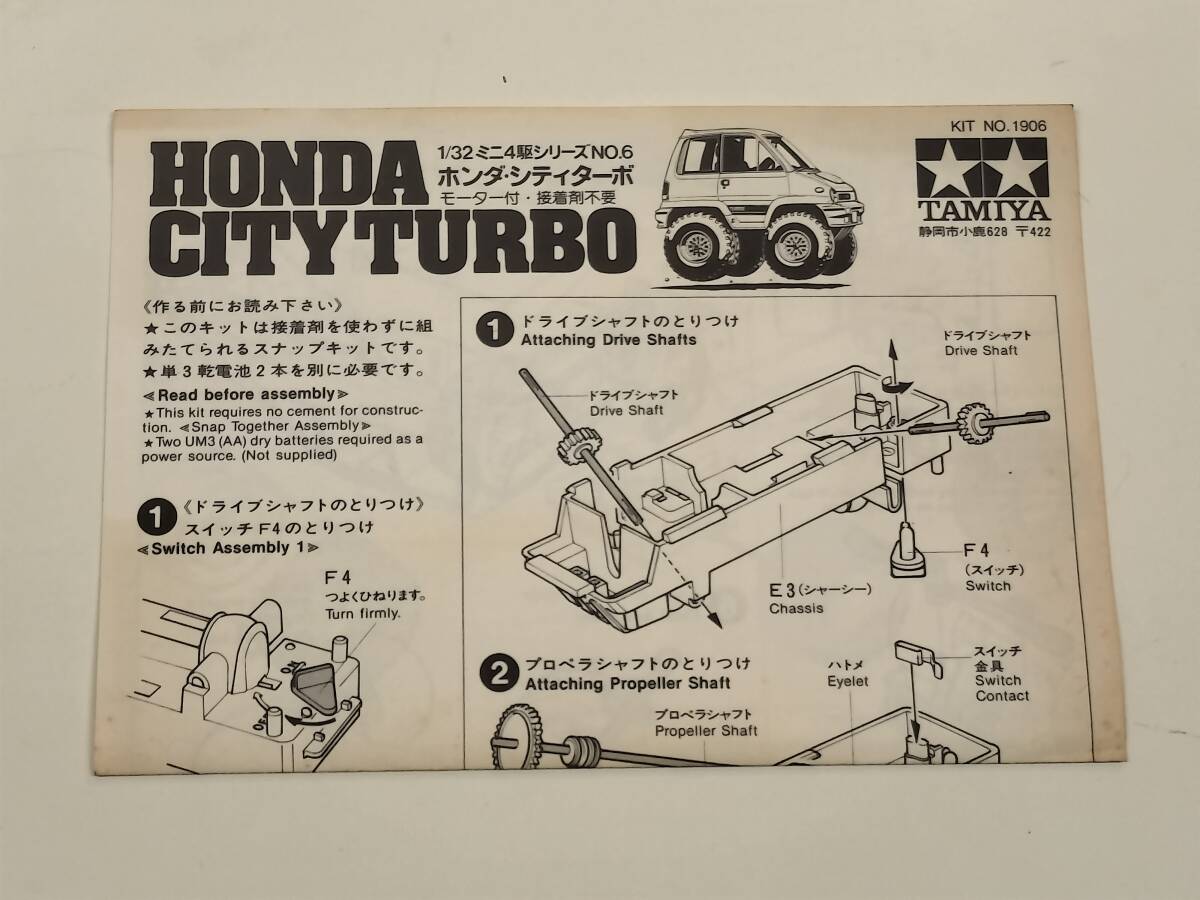 HONDA
CITY TURBO
1/32ミニ4駆シリーズNO.6
ホンダ・シティターボ
モーター付・接着剤不要
KIT NO.1906
TAMIYA
静岡市小鹿628 〒422
《作る前にお読み下さい》
★このキットは接着剤を使わずに組
みたてられるスナップキットです。
★単3乾電池2本を別に必要です。
≪Read before assembly≫
★This kit requires no cement for construc-
tion. ≪Snap Together Assembly≫
★Two UM3 (AA) dry batteries required as a
power source. (Not supplied)
1 《ドライブシャフトのとりつけ》
スイッチF4のとりつけ
≪Switch Assembly 1≫
F4
つよくひねります。
Turn firmly.
ON
OFF
1 ドライブシャフトのとりつけ
Attaching Drive Shafts
ドライブシャフト
Drive Shaft
ドライブシャフト
Drive Shaft
F4
(スイッチ)
Switch
E3(シャーシー)
Chassis
2 プロペラシャフトのとりつけ
Attaching Propeller Shaft
プロペラシャフト
Propeller Shaft
ハトメ
Eyelet
スイッチ
金具
Switch
Contact